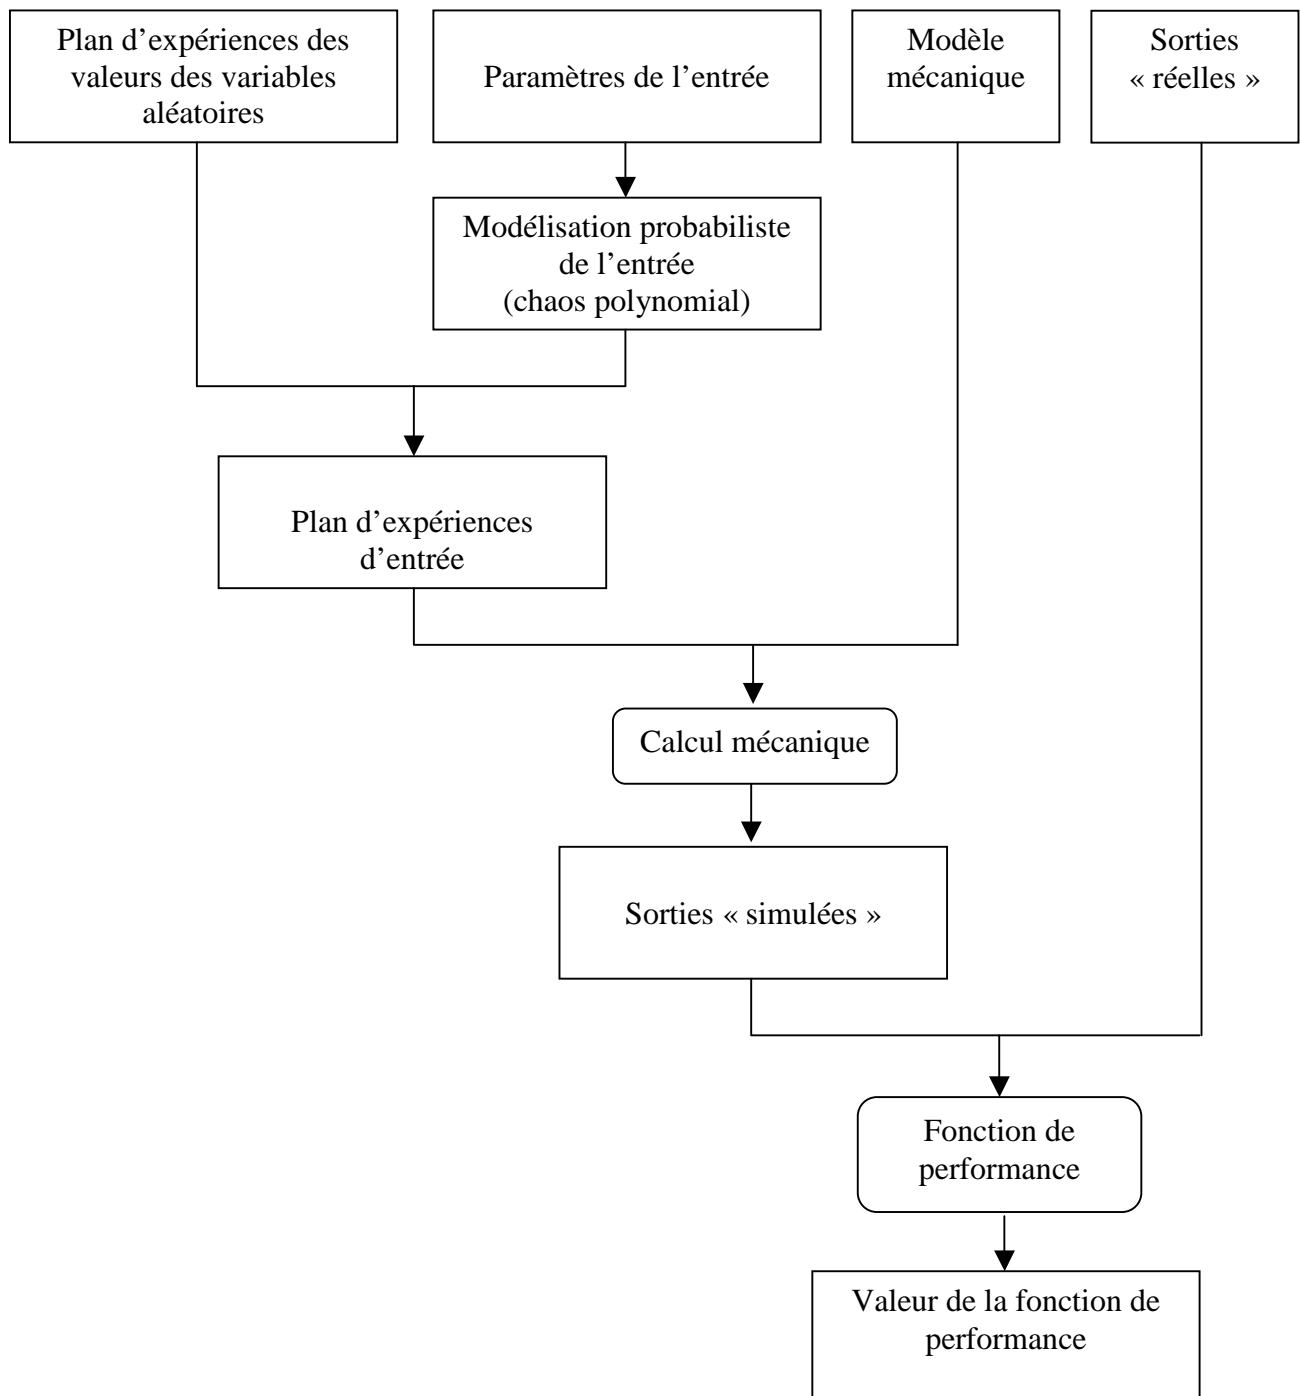 Plan d’expériences des
valeurs des variables
aléatoires
Paramètres de l’entrée
Modèle
mécanique
Sorties
« réelles »
Modélisation probabiliste
de l’entrée
(chaos polynomial)
Plan d’expériences
d’entrée
Calcul mécanique
Sorties « simulées »
Fonction de
performance
Valeur de la fonction de
performance